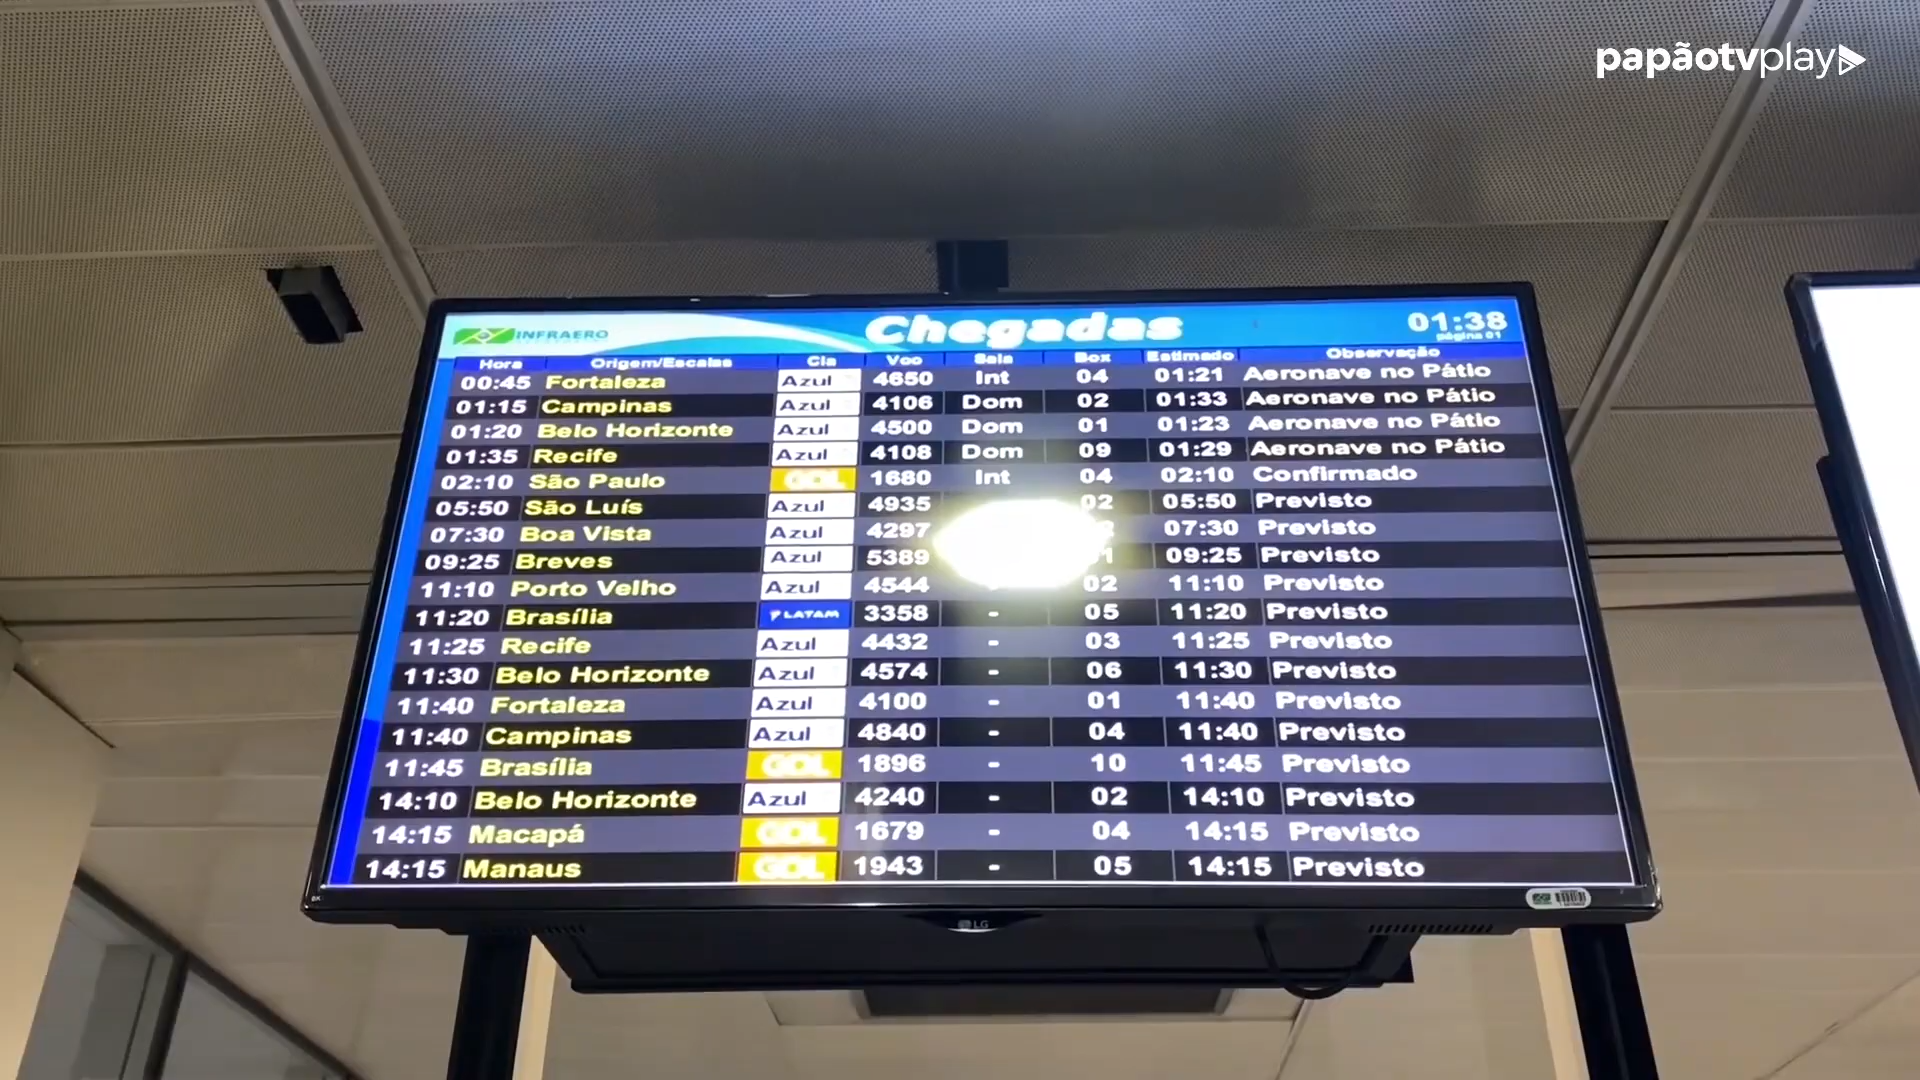 papãotvplay
INFRAERO Chegadas 01:38
página 01
Hora Origem/Escalas Cia Voo Sala Box Estimado Observação
00:45 Fortaleza Azul 4650 Int 04 01:21 Aeronave no Pátio
01:15 Campinas Azul 4106 Dom 02 01:33 Aeronave no Pátio
01:20 Belo Horizonte Azul 4500 Dom 01 01:23 Aeronave no Pátio
01:35 Recife Azul 4108 Dom 09 01:29 Aeronave no Pátio
02:10 São Paulo GOL 1680 Int 04 02:10 Confirmado
05:50 São Luís Azul 4935 02 05:50 Previsto
07:30 Boa Vista Azul 4297 07:30 Previsto
09:25 Breves Azul 5389 09:25 Previsto
11:10 Porto Velho Azul 4544 - 02 11:10 Previsto
11:20 Brasília LATAM 3358 - 05 11:20 Previsto
11:25 Recife Azul 4432 - 03 11:25 Previsto
11:30 Belo Horizonte Azul 4574 - 06 11:30 Previsto
11:40 Fortaleza Azul 4100 - 01 11:40 Previsto
11:40 Campinas Azul 4840 - 04 11:40 Previsto
11:45 Brasília GOL 1896 - 10 11:45 Previsto
14:10 Belo Horizonte Azul 4240 - 02 14:10 Previsto
14:15 Macapá GOL 1679 - 04 14:15 Previsto
14:15 Manaus GOL 1943 - 05 14:15 Previsto
LG